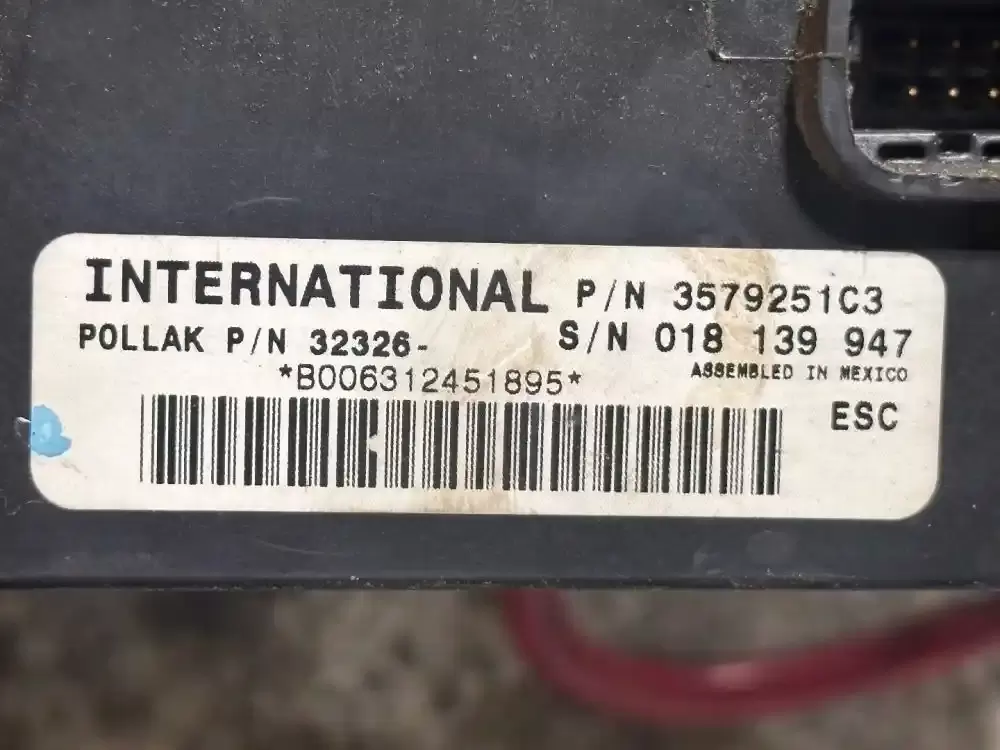 INTERNATIONAL P/N 3579251C3
POLLAK P/N 32326- S/N 018 139 947
*B006312451895* ASSEMBLED IN MEXICO
ESC